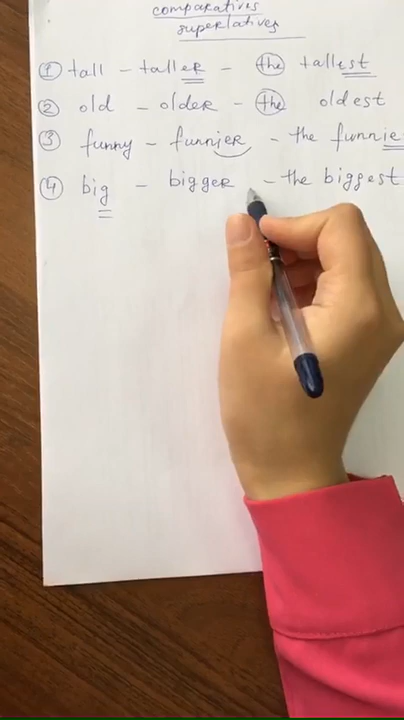 comparatives
superlatives
① tall - taller - the tallest
② old - older - the oldest
③ funny - funnier - the funnie
④ big - bigger - the biggest